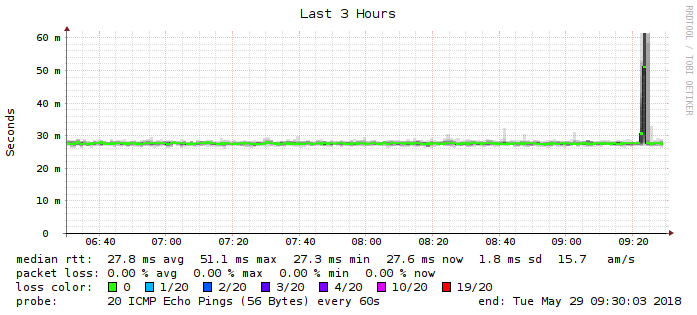 Last 3 Hours
RRDTOOL / TOBI OETIKER
Seconds
60 m
50 m
40 m
30 m
20 m
10 m
0
06:40 07:00 07:20 07:40 08:00 08:20 08:40 09:00 09:20
median rtt: 27.8 ms avg 51.1 ms max 27.3 ms min 27.6 ms now 1.8 ms sd 15.7 am/s
packet loss: 0.00 % avg 0.00 % max 0.00 % min 0.00 % now
loss color: 0 1/20 2/20 3/20 4/20 10/20 19/20
probe: 20 ICMP Echo Pings (56 Bytes) every 60s end: Tue May 29 09:30:03 2018